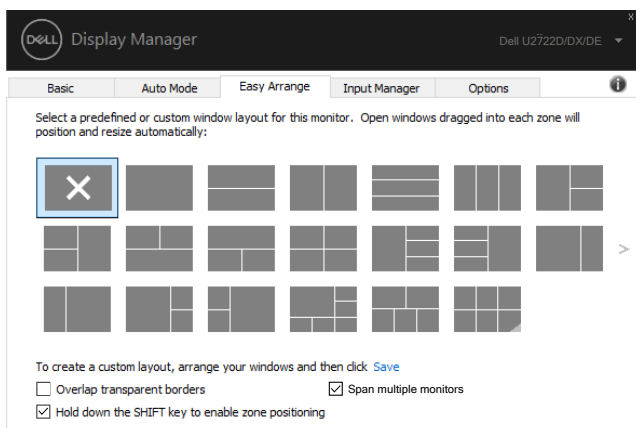 x
DELL Display Manager Dell U2722D/DX/DE
Basic Auto Mode Easy Arrange Input Manager Options i
Select a predefined or custom window layout for this monitor. Open windows dragged into each zone will
position and resize automatically:
>
To create a custom layout, arrange your windows and then click Save
Overlap transparent borders Span multiple monitors
Hold down the SHIFT key to enable zone positioning